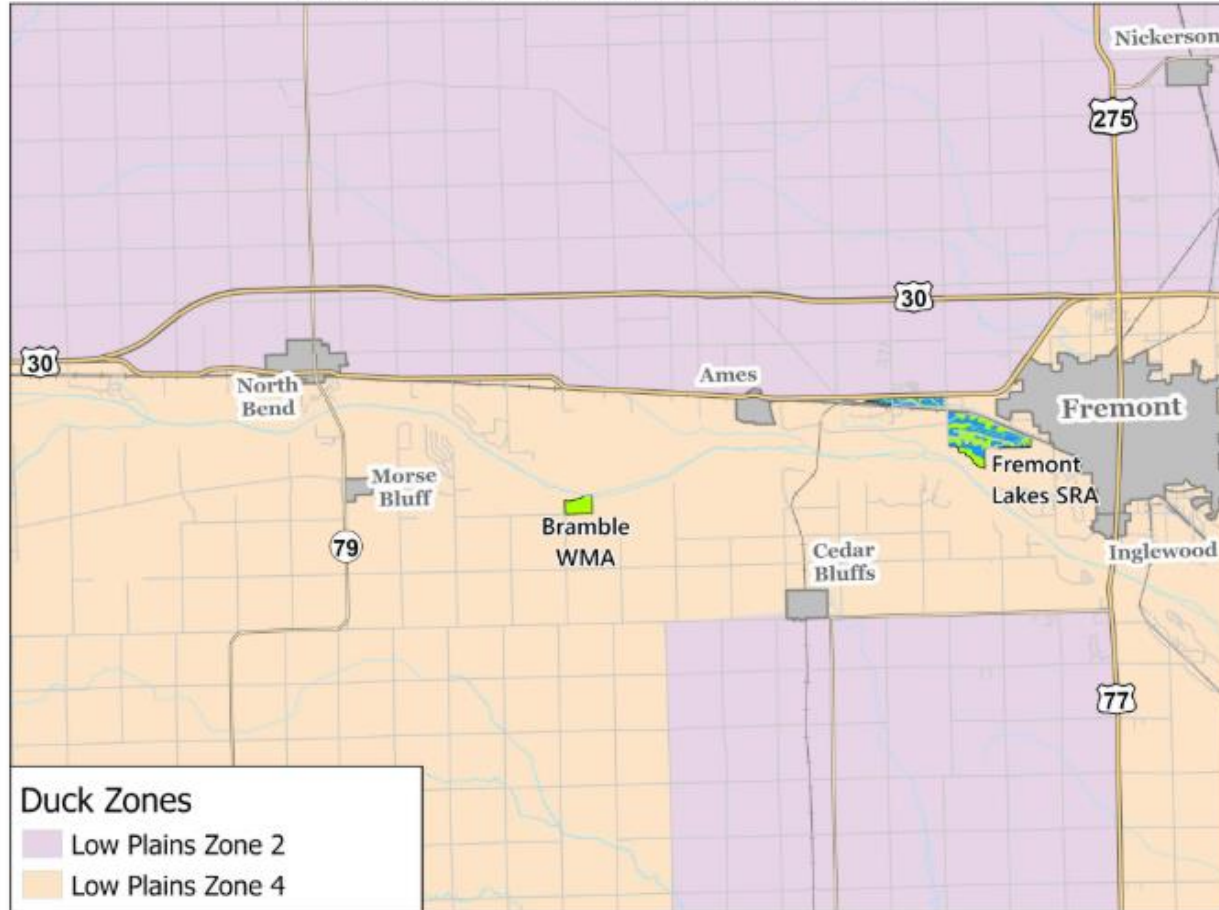 Nickerson
275
30
30
North
Bend
Ames
Fremont
Fremont
Lakes SRA
Morse
Bluff
Bramble
WMA
79
Cedar
Bluffs
Inglewood
77
Duck Zones
Low Plains Zone 2
Low Plains Zone 4